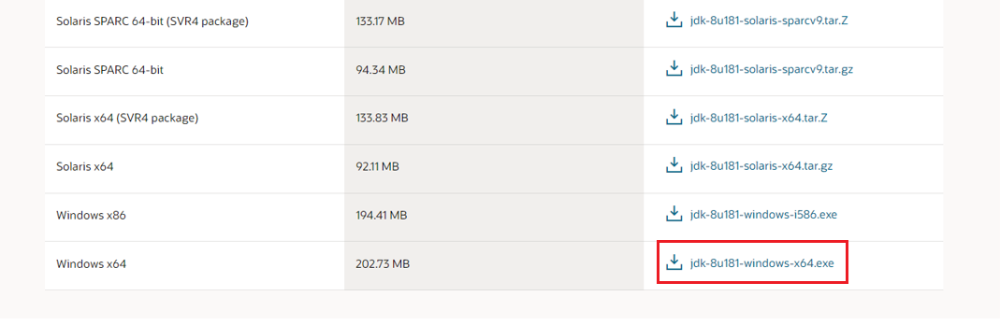 Solaris SPARC 64-bit (SVR4 package) 133.17 MB jdk-8u181-solaris-sparcv9.tar.Z
Solaris SPARC 64-bit 94.34 MB jdk-8u181-solaris-sparcv9.tar.gz
Solaris x64 (SVR4 package) 133.83 MB jdk-8u181-solaris-x64.tar.Z
Solaris x64 92.11 MB jdk-8u181-solaris-x64.tar.gz
Windows x86 194.41 MB jdk-8u181-windows-i586.exe
Windows x64 202.73 MB jdk-8u181-windows-x64.exe